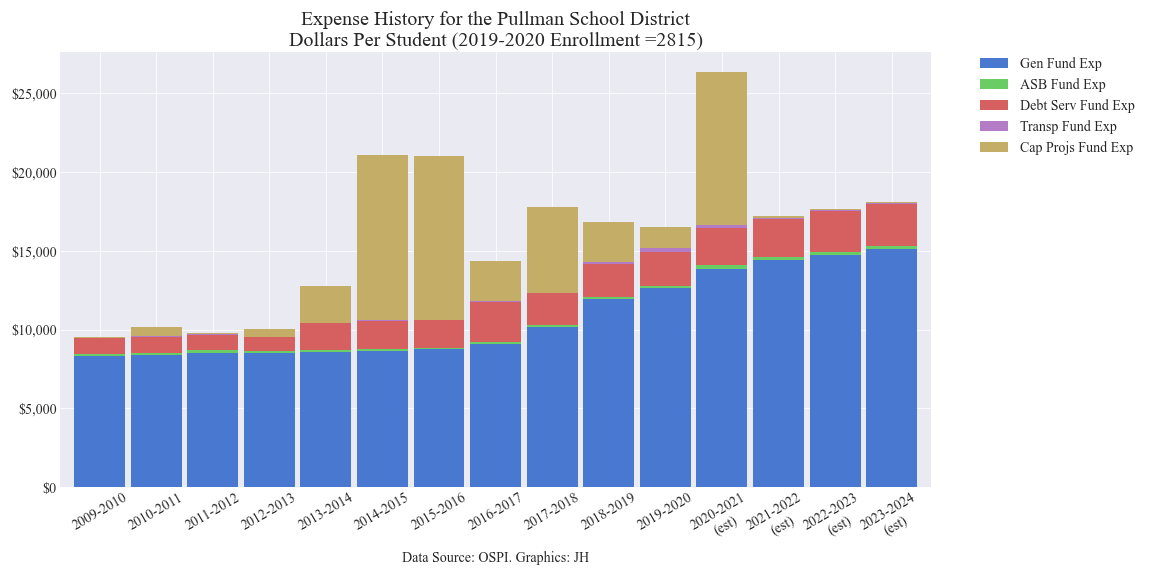 Expense History for the Pullman School District
Dollars Per Student (2019-2020 Enrollment =2815)
Gen Fund Exp
ASB Fund Exp
Debt Serv Fund Exp
Transp Fund Exp
Cap Projs Fund Exp
$25,000
$20,000
$15,000
$10,000
$5,000
$0
2009-2010
2010-2011
2011-2012
2012-2013
2013-2014
2014-2015
2015-2016
2016-2017
2017-2018
2018-2019
2019-2020
2020-2021
(est)
2021-2022
(est)
2022-2023
(est)
2023-2024
(est)
Data Source: OSPI. Graphics: JH